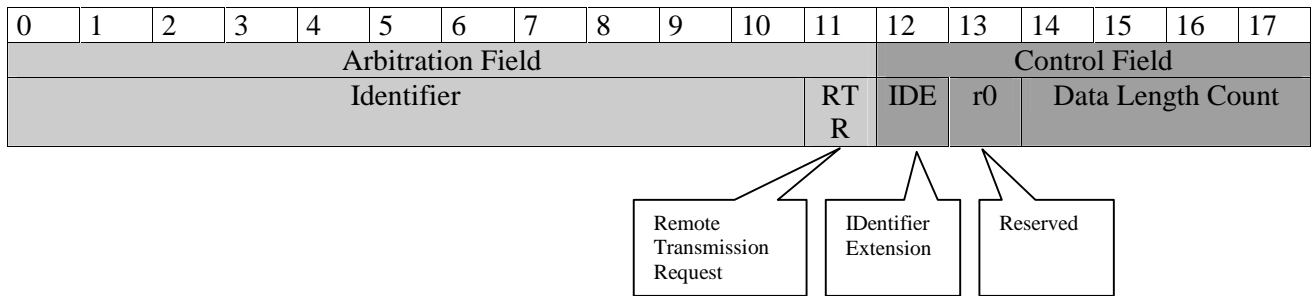 0 1 2 3 4 5 6 7 8 9 10 11 12 13 14 15 16 17
Arbitration Field Control Field
Identifier RT IDE r0 Data Length Count
R
Remote
Transmission
Request
IDentifier
Extension
Reserved